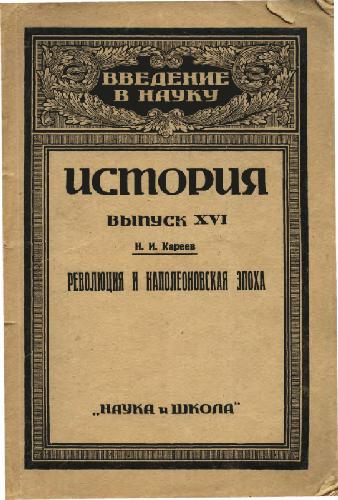 ВВЕДЕНИЕ
В НАУКУ
ИСТОРИЯ
ВЫПУСК XVI
Н. И. Кареев
РЕВОЛЮЦИЯ И НАПОЛЕОНОВСКАЯ ЭПОХА
„НАУКА и ШКОЛА“